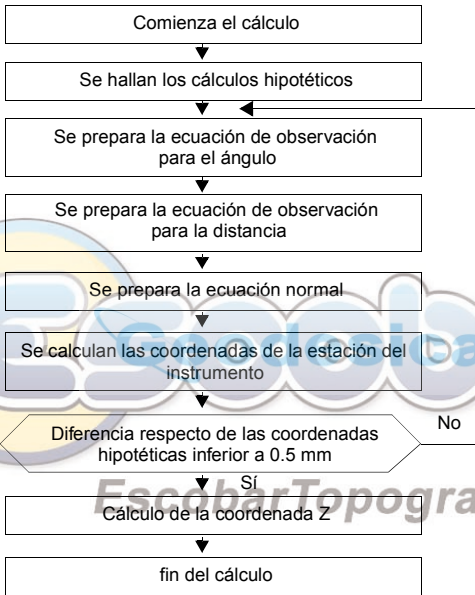 Comienza el cálculo
Se hallan los cálculos hipotéticos
Se prepara la ecuación de observación
para el ángulo
Se prepara la ecuación de observación
para la distancia
Se prepara la ecuación normal
Geodesica
Se calculan las coordenadas de la estación del
instrumento
Diferencia respecto de las coordenadas
hipotéticas inferior a 0.5 mm
No
Sí
EscobarTopogra
Cálculo de la coordenada Z
fin del cálculo